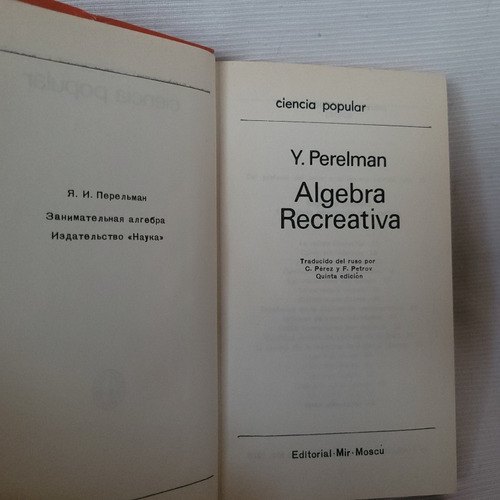 Я. И. Перельман
Занимательная алгебра
Издательство «Наука»
ciencia popular
Y. Perelman
Algebra
Recreativa
Traducido del ruso por
C. Pérez y F. Petrov
Quinta edición
Editorial·Mir·Moscú